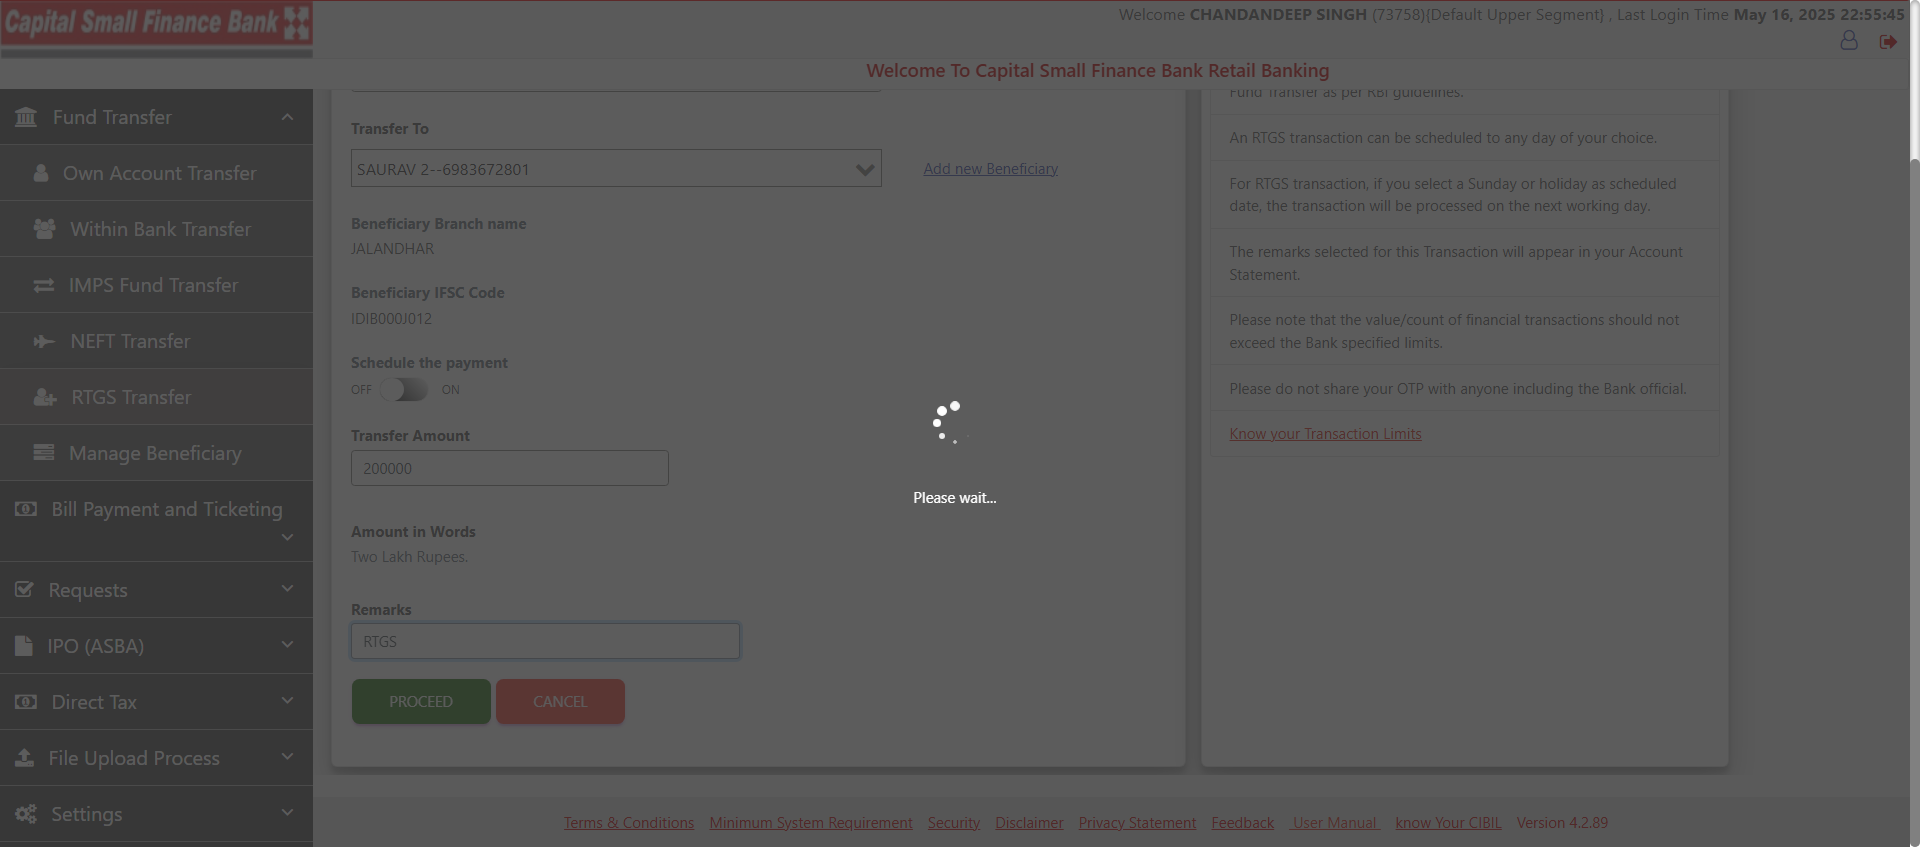 Capital Small Finance Bank
Welcome CHANDANDEEP SINGH (73758){Default Upper Segment} , Last Login Time May 16, 2025 22:55:45
Welcome To Capital Small Finance Bank Retail Banking
Fund Transfer
Own Account Transfer
Within Bank Transfer
IMPS Fund Transfer
NEFT Transfer
RTGS Transfer
Manage Beneficiary
Bill Payment and Ticketing
Requests
IPO (ASBA)
Direct Tax
File Upload Process
Settings
Transfer To
SAURAV 2--6983672801
Add new Beneficiary
Beneficiary Branch name
JALANDHAR
Beneficiary IFSC Code
IDIB000J012
Schedule the payment
OFF ON
Transfer Amount
200000
Amount in Words
Two Lakh Rupees.
Remarks
RTGS
PROCEED CANCEL
Please wait...
Fund Transfer as per RBI guidelines.
An RTGS transaction can be scheduled to any day of your choice.
For RTGS transaction, if you select a Sunday or holiday as scheduled
date, the transaction will be processed on the next working day.
The remarks selected for this Transaction will appear in your Account
Statement.
Please note that the value/count of financial transactions should not
exceed the Bank specified limits.
Please do not share your OTP with anyone including the Bank official.
Know your Transaction Limits
Terms & Conditions Minimum System Requirement Security Disclaimer Privacy Statement Feedback User Manual know Your CIBIL Version 4.2.89